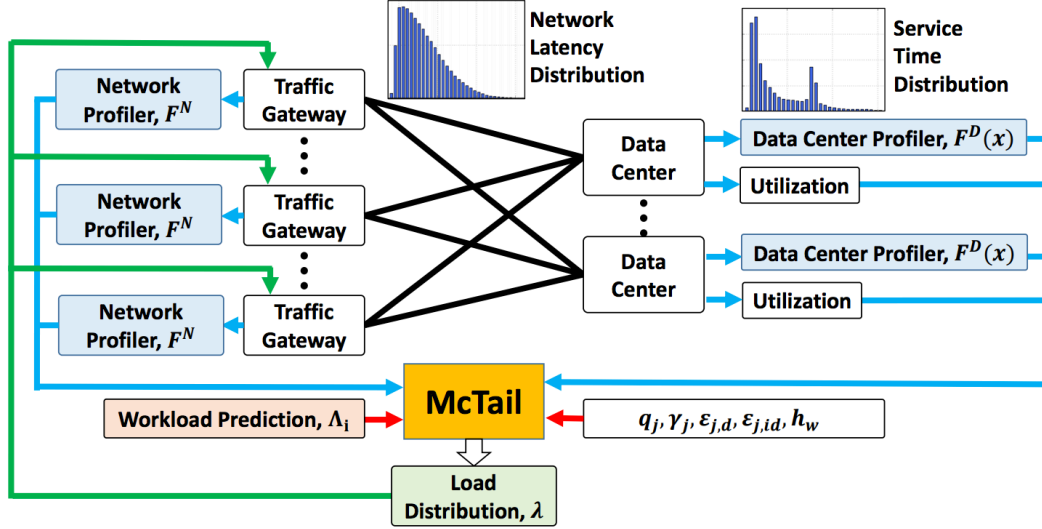 Network
Latency
Distribution
Service
Time
Distribution
Network
Profiler, F^N
Traffic
Gateway
Data
Center
Data Center Profiler, F^D(x)
Utilization
Network
Profiler, F^N
Traffic
Gateway
Data
Center
Data Center Profiler, F^D(x)
Utilization
Network
Profiler, F^N
Traffic
Gateway
McTail
Workload Prediction, Λ_i
q_j, γ_j, ε_{j,d}, ε_{j,id}, h_w
Load
Distribution, λ